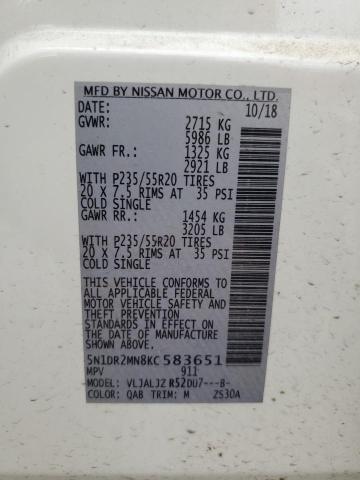 MFD BY NISSAN MOTOR CO., LTD.
DATE: 10/18
GVWR: 2715 KG
5986 LB
GAWR FR.: 1325 KG
2921 LB
WITH P235/55R20 TIRES
20 X 7.5 RIMS AT 35 PSI
COLD SINGLE
GAWR RR.: 1454 KG
3205 LB
WITH P235/55R20 TIRES
20 X 7.5 RIMS AT 35 PSI
COLD SINGLE
THIS VEHICLE CONFORMS TO
ALL APPLICABLE FEDERAL
MOTOR VEHICLE SAFETY AND
THEFT PREVENTION
STANDARDS IN EFFECT ON
THE DATE OF MANUFACTURE
SHOWN ABOVE.
5N1DR2MN8KC583651
MPV 911
MODEL: VLJALJZ R52DU7---B-
COLOR: QAB TRIM: M ZS30A